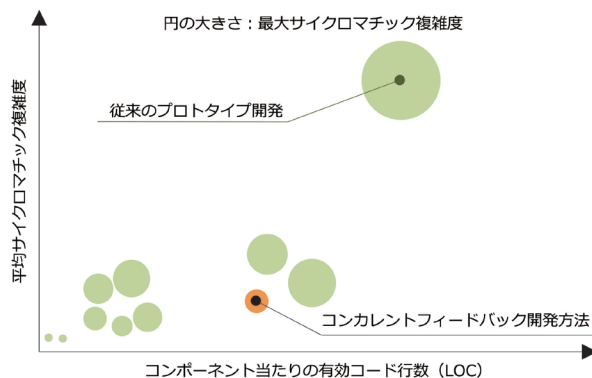 円の大きさ：最大サイクロマチック複雑度
従来のプロトタイプ開発
平均サイクロマチック複雑度
コンカレントフィードバック開発方法
コンポーネント当たりの有効コード行数（LOC）